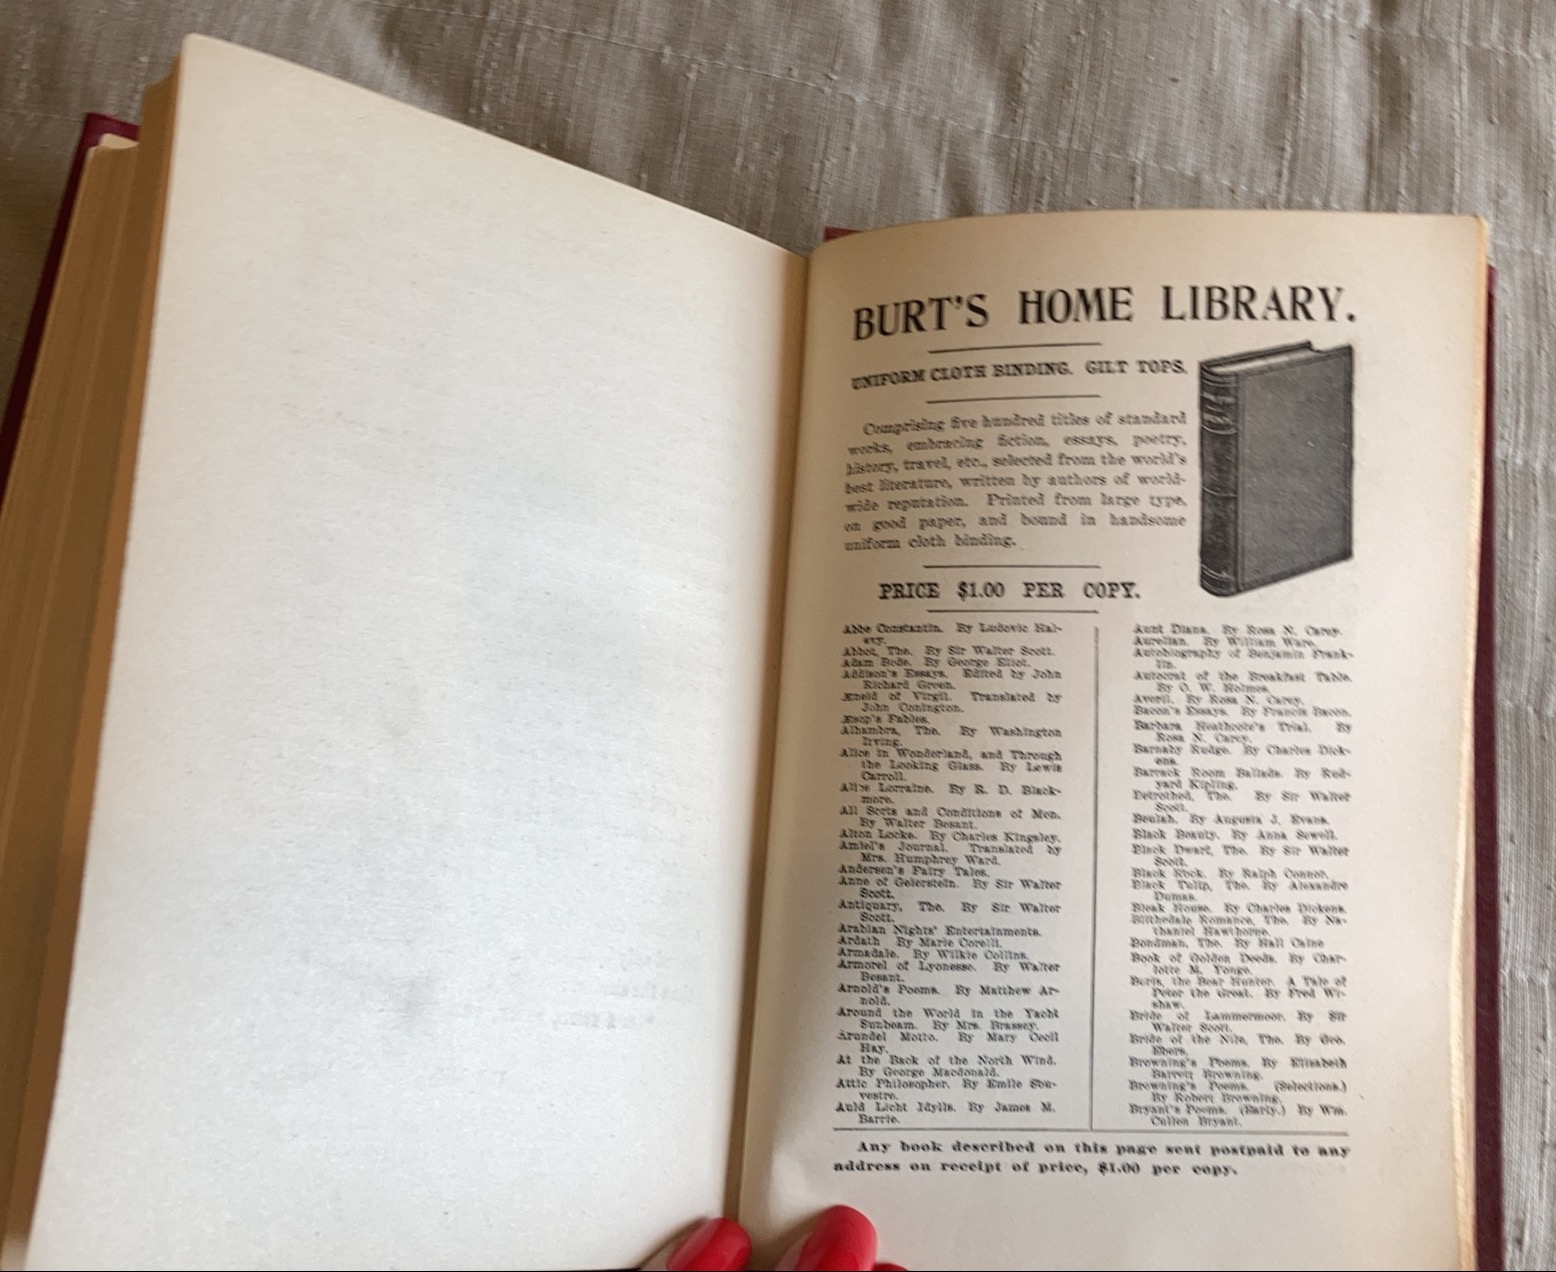 BURT'S HOME LIBRARY.
UNIFORM CLOTH BINDING. GILT TOPS.
Comprising five hundred titles of standard
works, embracing fiction, essays, poetry,
history, travel, etc., selected from the world's
best literature, written by authors of world-
wide reputation. Printed from large type,
on good paper, and bound in handsome
uniform cloth binding.
PRICE $1.00 PER COPY.
Abbe Constantin. By Ludovic Hal-
evy.
Abbot, The. By Sir Walter Scott.
Adam Bede. By George Eliot.
Addison's Essays. Edited by John
Richard Green.
Æneid of Virgil. Translated by
John Conington.
Æsop's Fables.
Alhambra, The. By Washington
Irving.
Alice in Wonderland, and Through
the Looking Glass. By Lewis
Carroll.
Alice Lorraine. By R. D. Black-
more.
All Sorts and Conditions of Men.
By Walter Besant.
Alton Locke. By Charles Kingsley.
Amiel's Journal. Translated by
Mrs. Humphrey Ward.
Andersen's Fairy Tales.
Anne of Geierstein. By Sir Walter
Scott.
Antiquary, The. By Sir Walter
Scott.
Arabian Nights' Entertainments.
Ardath By Marie Corelli.
Armadale. By Wilkie Collins.
Armorel of Lyonesse. By Walter
Besant.
Arnold's Poems. By Matthew Ar-
nold.
Around the World in the Yacht
Sunbeam. By Mrs. Brassey.
Arundel Motto. By Mary Cecil
Hay.
At the Back of the North Wind.
By George Macdonald.
Attic Philosopher. By Emile Sou-
vestre.
Auld Licht Idylls. By James M.
Barrie.
Aunt Diana. By Rosa N. Carey.
Aurelian. By William Ware.
Autobiography of Benjamin Frank-
lin.
Autocrat of the Breakfast Table.
By O. W. Holmes.
Averil. By Rosa N. Carey.
Bacon's Essays. By Francis Bacon.
Barbara Heathcote's Trial. By
Rosa N. Carey.
Barnaby Rudge. By Charles Dick-
ens.
Barrack Room Ballads. By Rud-
yard Kipling.
Betrothed, The. By Sir Walter
Scott.
Beulah. By Augusta J. Evans.
Black Beauty. By Anna Sewell.
Black Dwarf, The. By Sir Walter
Scott.
Black Rock. By Ralph Connor.
Black Tulip, The. By Alexandre
Dumas.
Bleak House. By Charles Dickens.
Blithedale Romance, The. By Na-
thaniel Hawthorne.
Bondman, The. By Hall Caine
Book of Golden Deeds. By Char-
lotte M. Yonge.
Boris, the Bear Hunter. A Tale of
Peter the Great. By Fred Wi-
shaw.
Bride of Lammermoor. By Sir
Walter Scott.
Bride of the Nile, The. By Geo.
Ebers.
Browning's Poems. By Elizabeth
Barrett Browning.
Browning's Poems. (Selections.)
By Robert Browning.
Bryant's Poems. (Early.) By Wm.
Cullen Bryant.
Any book described on this page sent postpaid to any
address on receipt of price, $1.00 per copy.